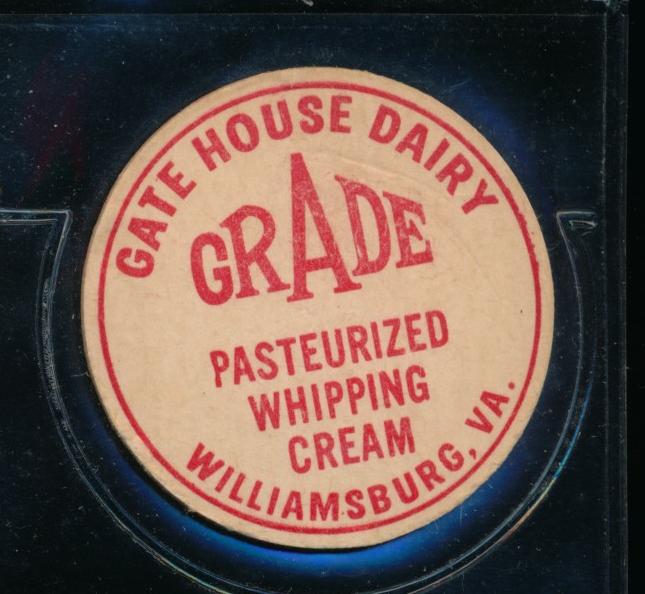 GATE HOUSE DAIRY
GRADE
PASTEURIZED
WHIPPING
CREAM
WILLIAMSBURG, VA.